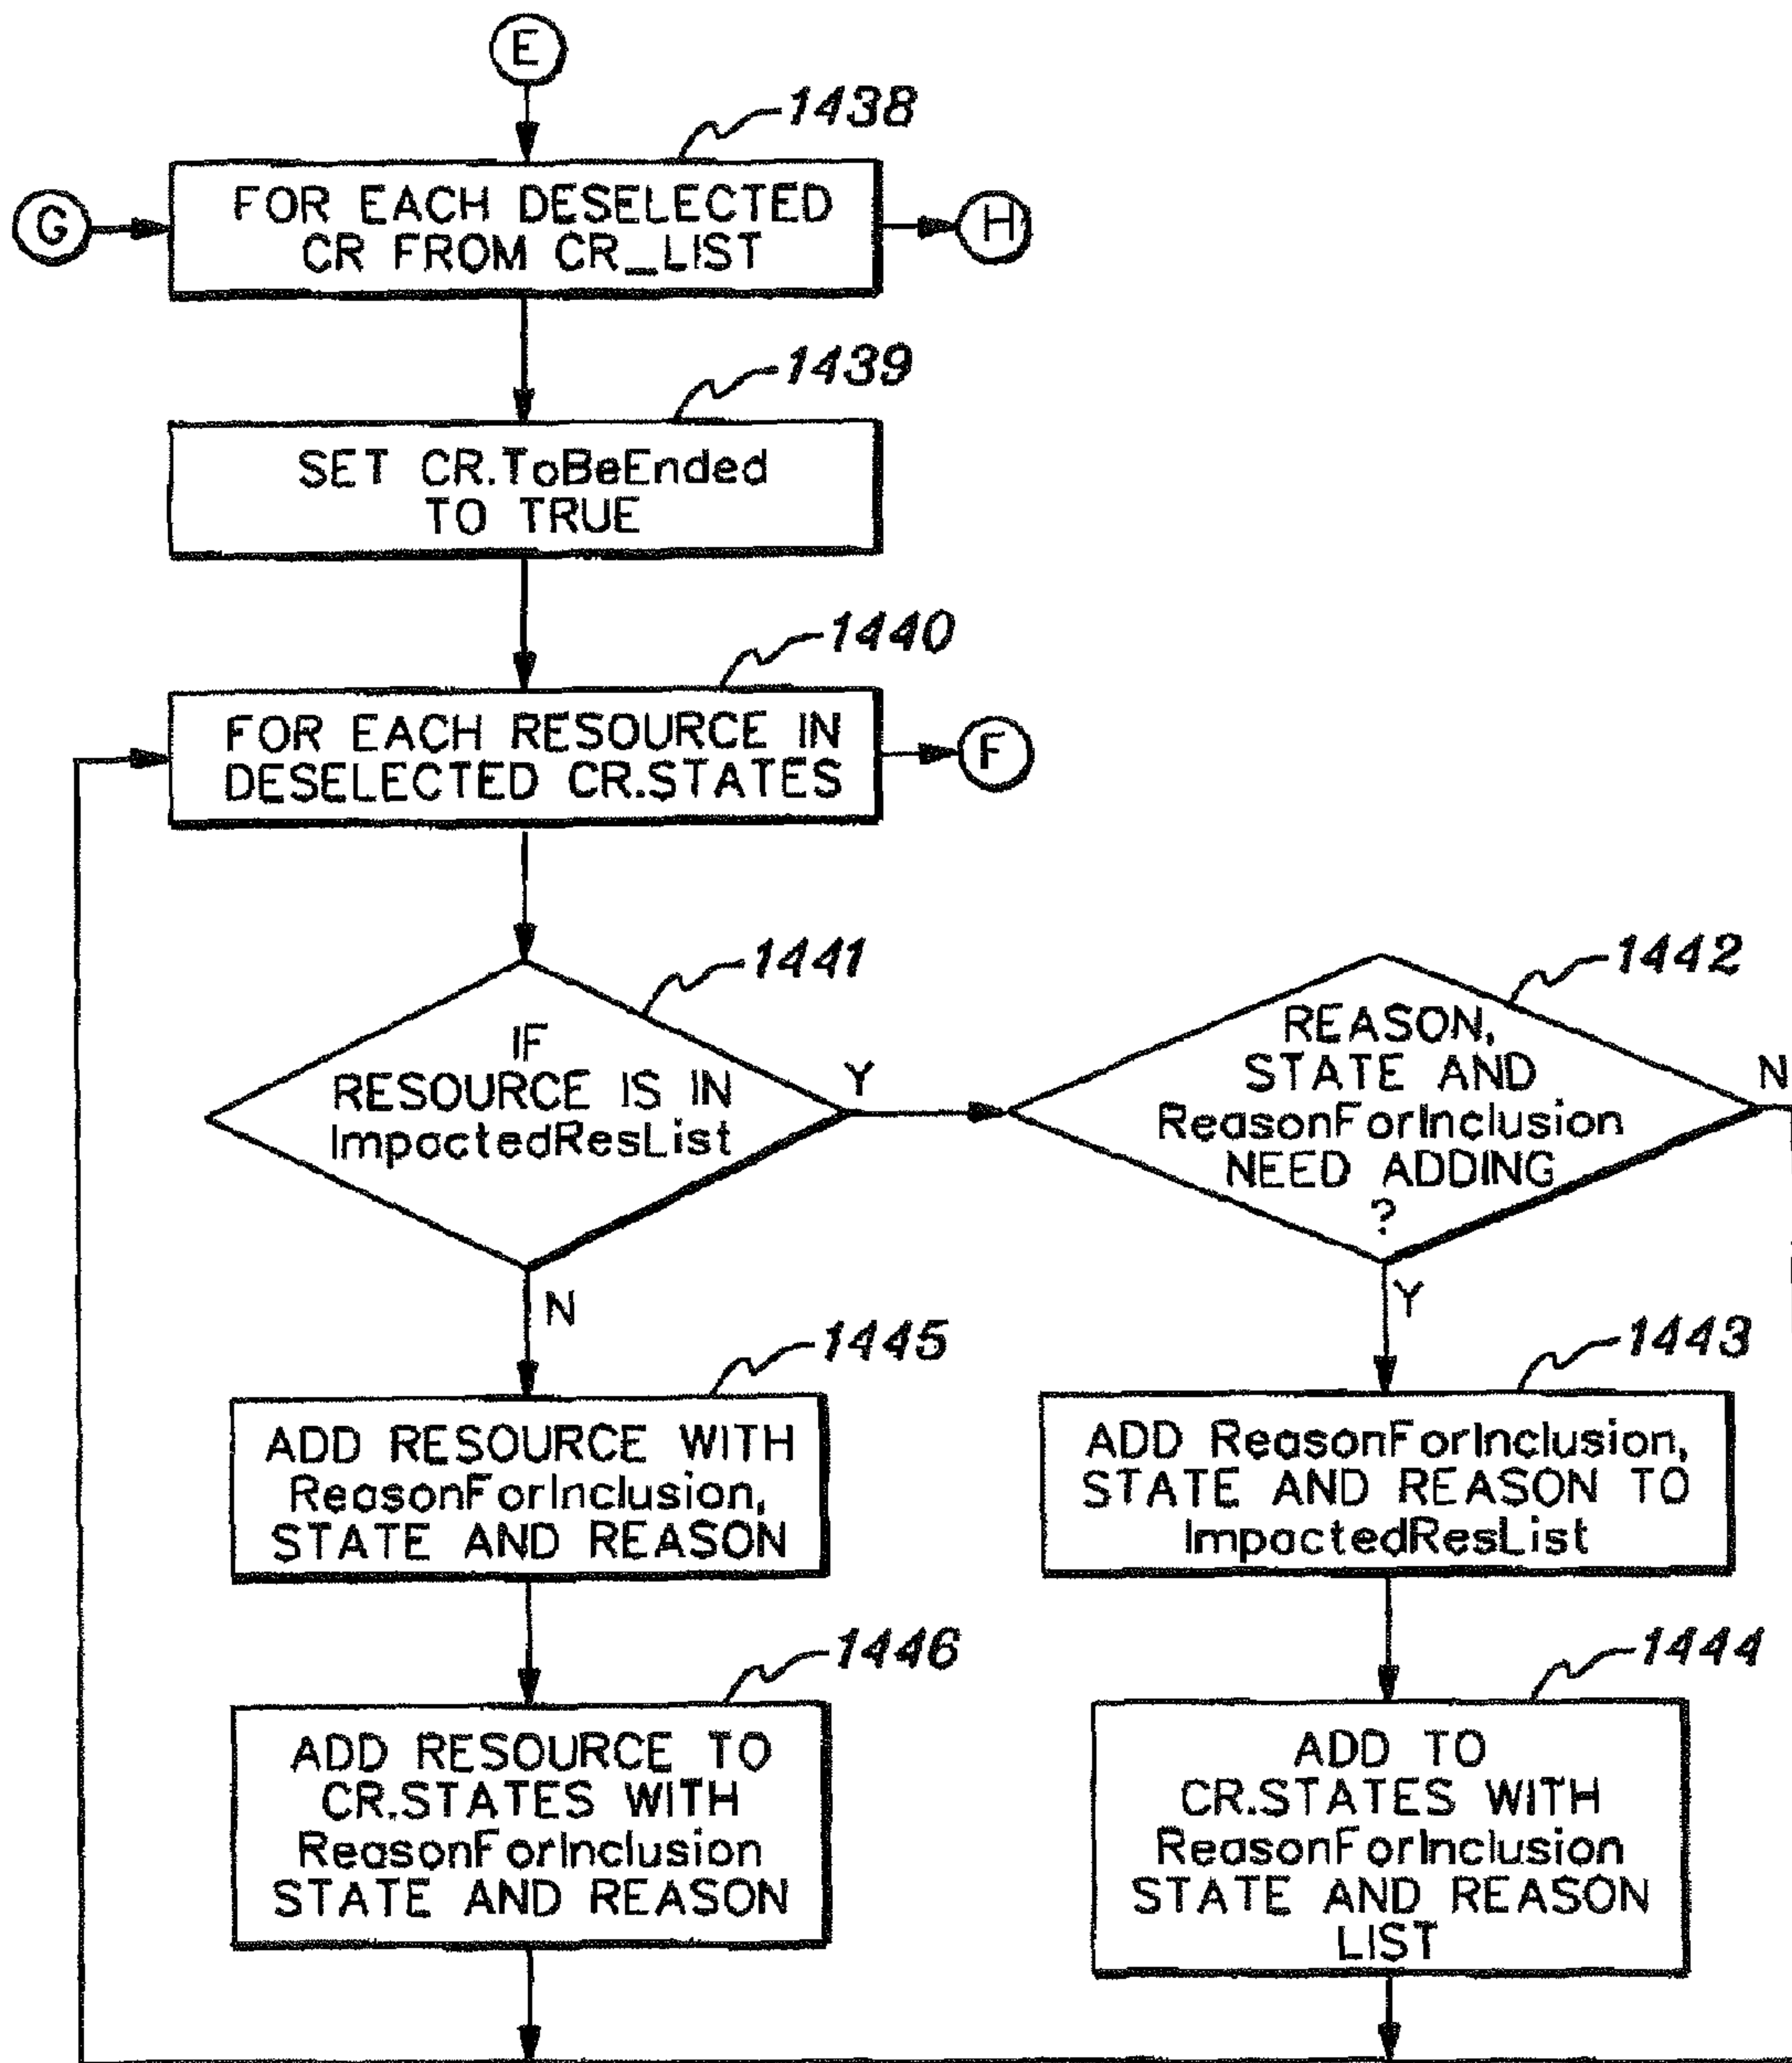 E
1438
G
FOR EACH DESELECTED
CR FROM CR_LIST
H
1439
SET CR.ToBeEnded
TO TRUE
1440
FOR EACH RESOURCE IN
DESELECTED CR.STATES
F
1441
IF
RESOURCE IS IN
ImpactedResList
Y
N
1442
REASON,
STATE AND
ReasonForInclusion
NEED ADDING
?
N
Y
1445
ADD RESOURCE WITH
ReasonForInclusion,
STATE AND REASON
1443
ADD ReasonForInclusion,
STATE AND REASON TO
ImpactedResList
1446
ADD RESOURCE TO
CR.STATES WITH
ReasonForInclusion
STATE AND REASON
1444
ADD TO
CR.STATES WITH
ReasonForInclusion
STATE AND REASON
LIST